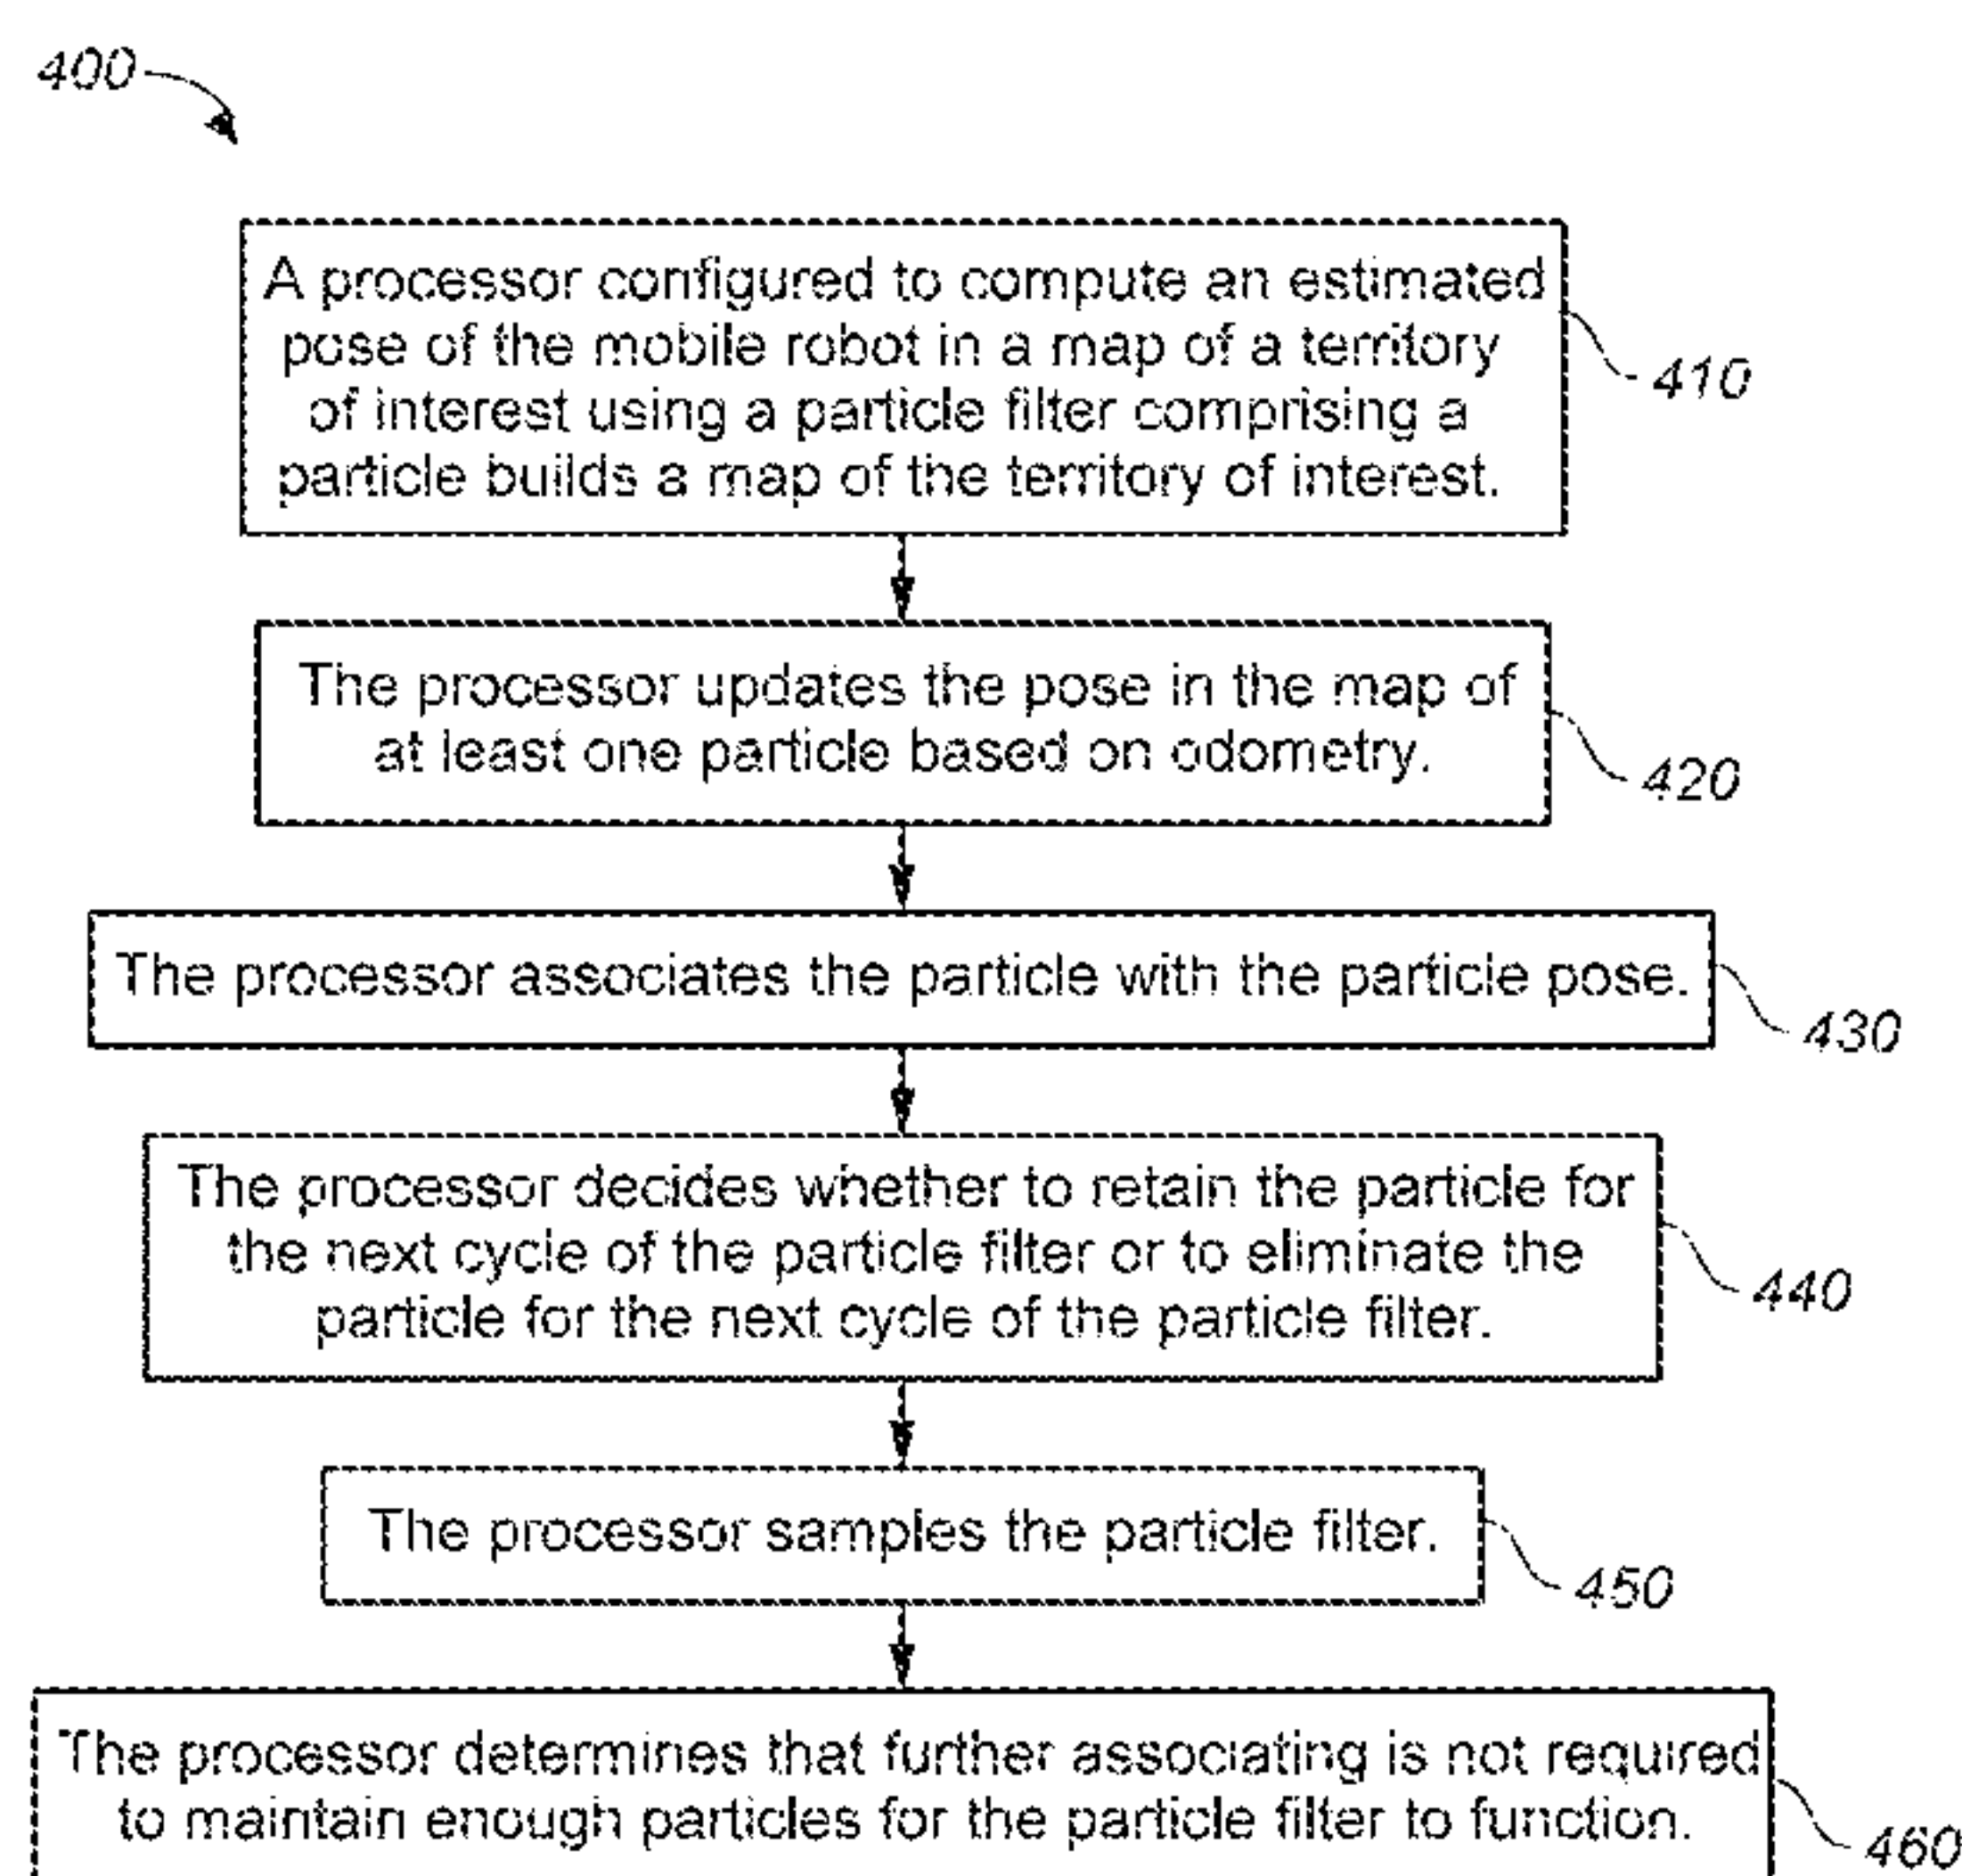 400
A processor configured to compute an estimated
pose of the mobile robot in a map of a territory
of interest using a particle filter comprising a
particle builds a map of the territory of interest.
410
The processor updates the pose in the map of
at least one particle based on odometry.
420
The processor associates the particle with the particle pose.
430
The processor decides whether to retain the particle for
the next cycle of the particle filter or to eliminate the
particle for the next cycle of the particle filter.
440
The processor samples the particle filter.
450
The processor determines that further associating is not required
to maintain enough particles for the particle filter to function.
460